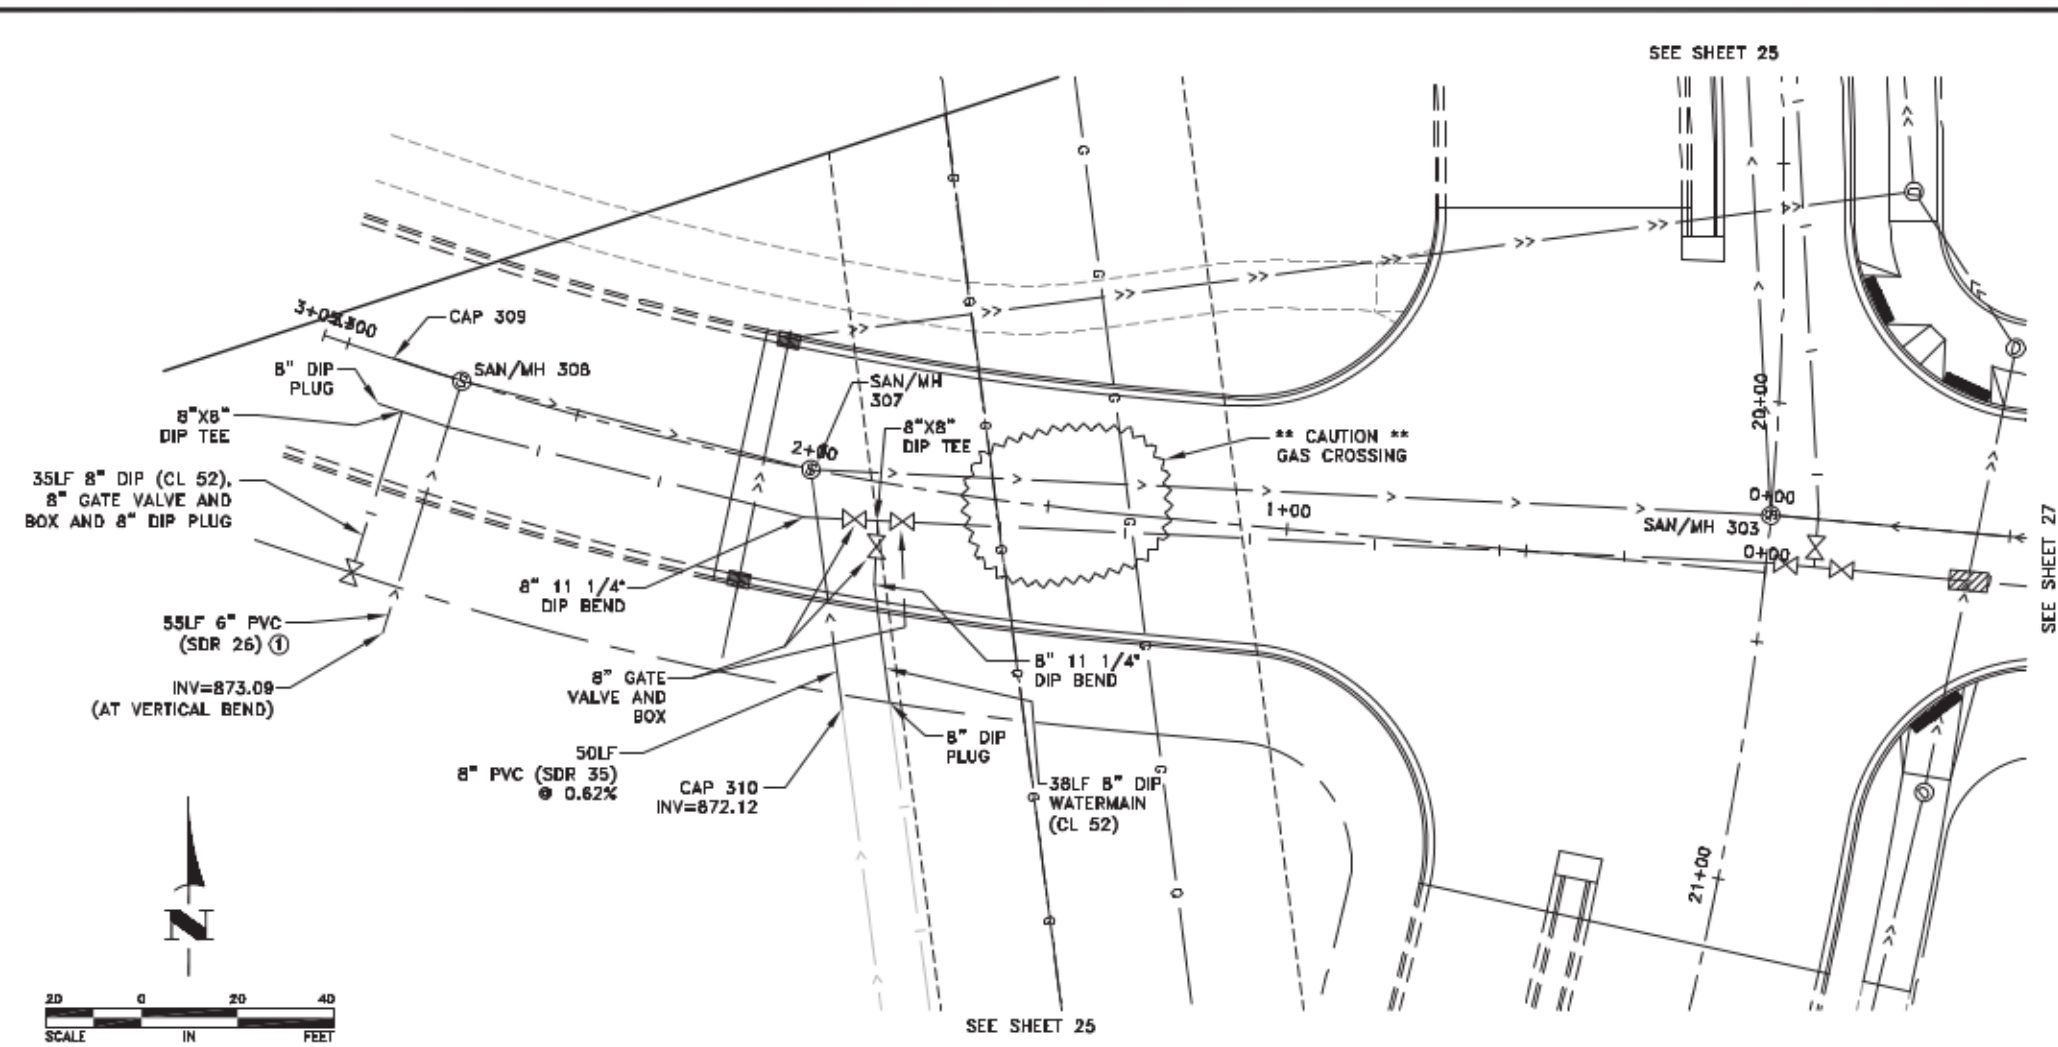 SEE SHEET 25
3+00
CAP 309
SAN/MH 308
8" DIP
PLUG
8"X8"
DIP TEE
35LF 8" DIP (CL 52),
8" GATE VALVE AND
BOX AND 8" DIP PLUG
55LF 6" PVC
(SDR 26) 1
INV=873.09
(AT VERTICAL BEND)
SAN/MH
307
8"X8"
DIP TEE
** CAUTION **
GAS CROSSING
1+00
20+00
0+00
SAN/MH 303
0+00
SEE SHEET 27
8" 11 1/4°
DIP BEND
8" GATE
VALVE AND
BOX
8" 11 1/4°
DIP BEND
8" DIP
PLUG
50LF
8" PVC (SDR 35)
@ 0.62%
CAP 310
INV=872.12
38LF 8" DIP
WATERMAIN
(CL 52)
21+00
N
20 0 20 40
SCALE IN FEET
SEE SHEET 25